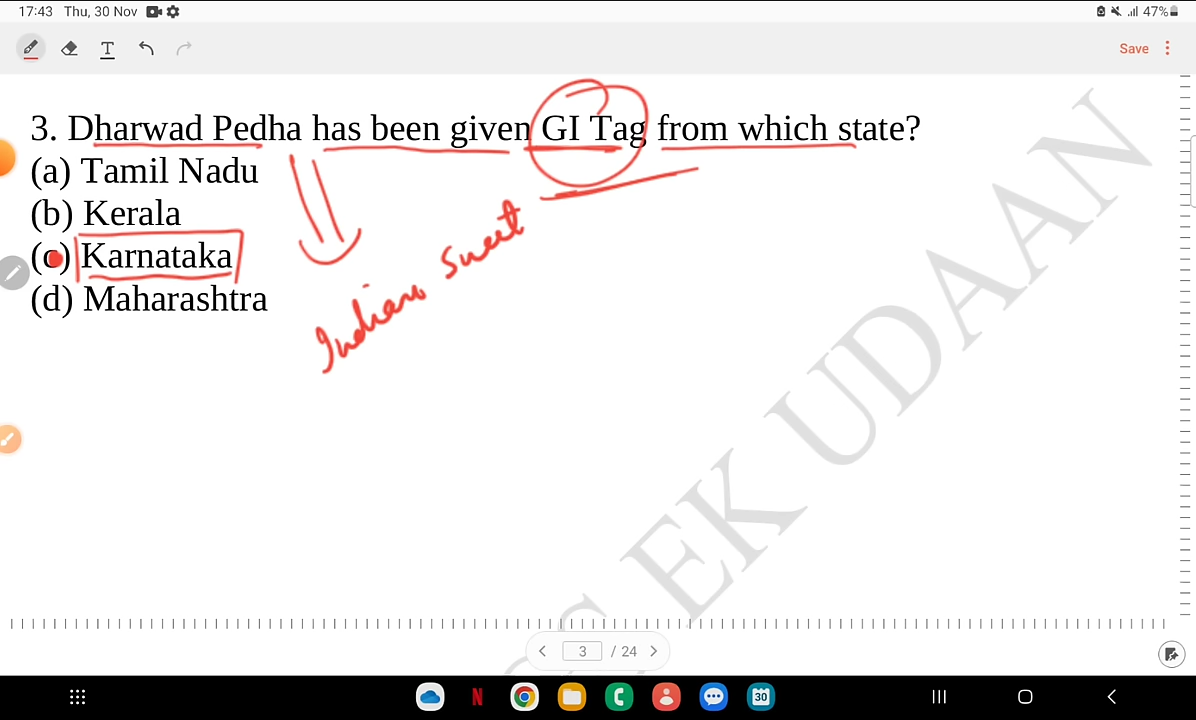 17:43 Thu, 30 Nov
47%
T
Save
3. Dharwad Pedha has been given GI Tag from which state?
(a) Tamil Nadu
(b) Kerala
(c) Karnataka
(d) Maharashtra
Indian Sweet
EK UDAAN
3 / 24
N
30